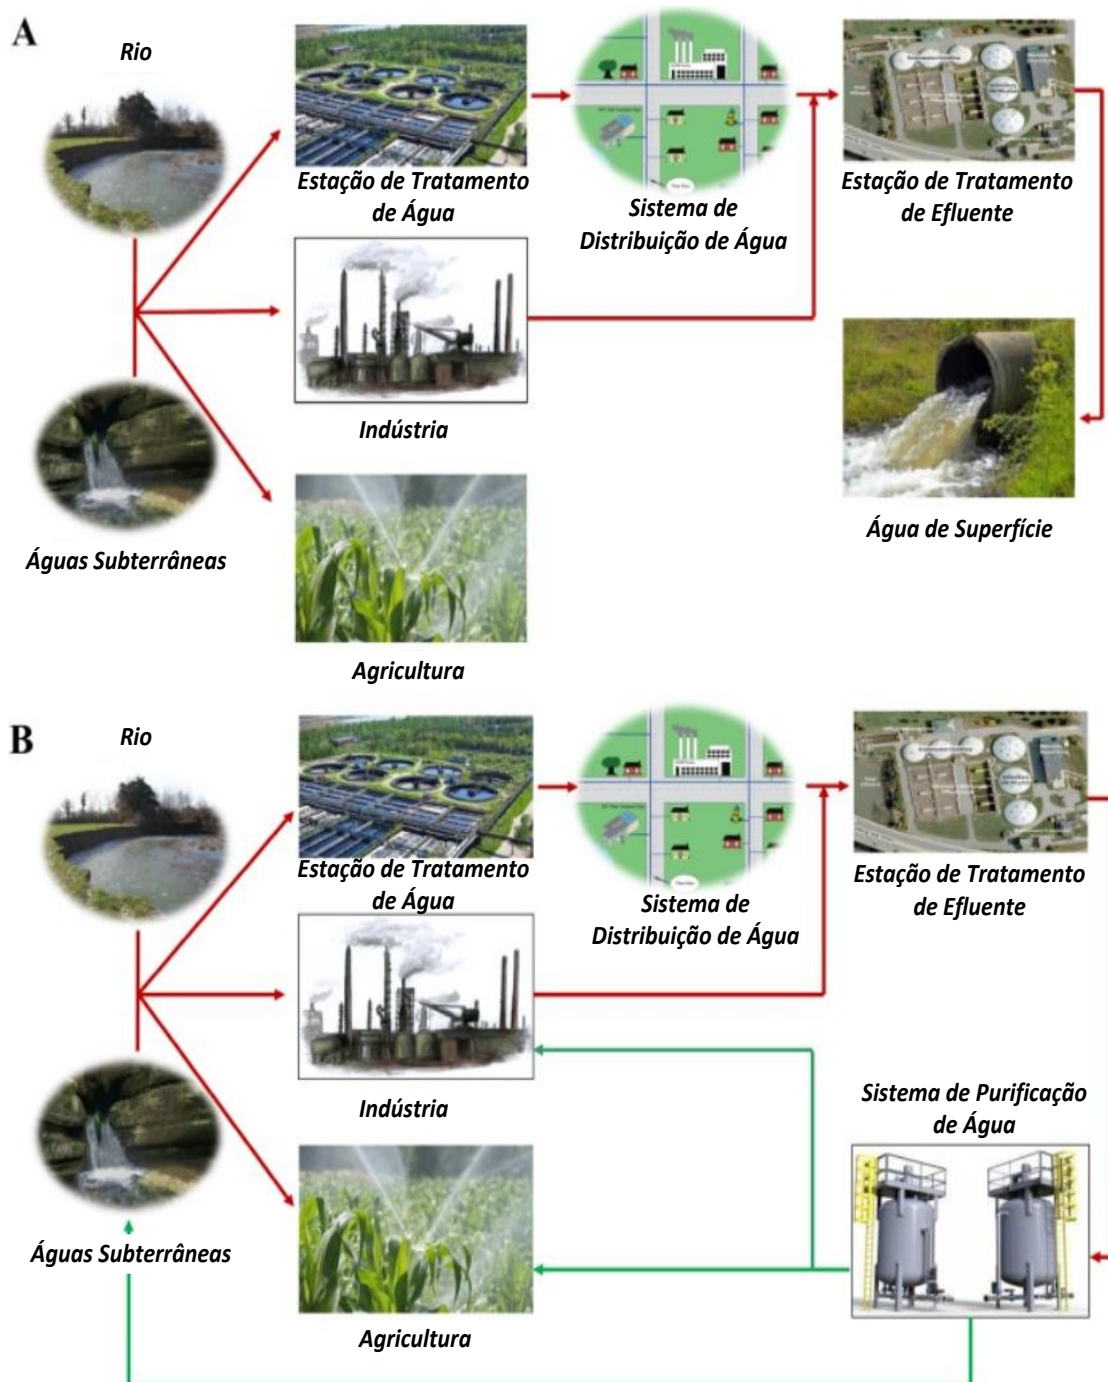 A
Rio
Estação de Tratamento
de Água
Sistema de
Distribuição de Água
Estação de Tratamento
de Efluente
Indústria
Águas Subterrâneas
Água de Superfície
Agricultura
B
Rio
Estação de Tratamento
de Água
Sistema de
Distribuição de Água
Estação de Tratamento
de Efluente
Indústria
Sistema de Purificação
de Água
Águas Subterrâneas
Agricultura